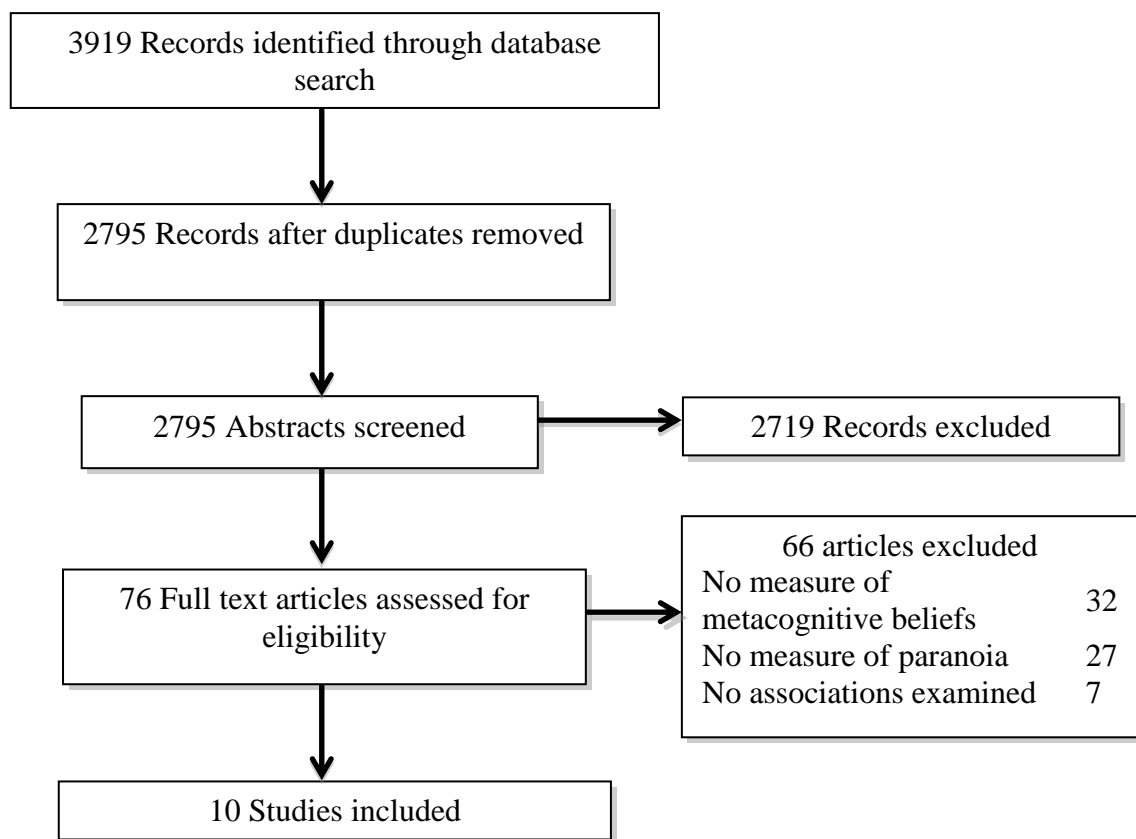 3919 Records identified through database
search
2795 Records after duplicates removed
2795 Abstracts screened
2719 Records excluded
76 Full text articles assessed for
eligibility
66 articles excluded
No measure of
metacognitive beliefs 32
No measure of paranoia 27
No associations examined 7
10 Studies included